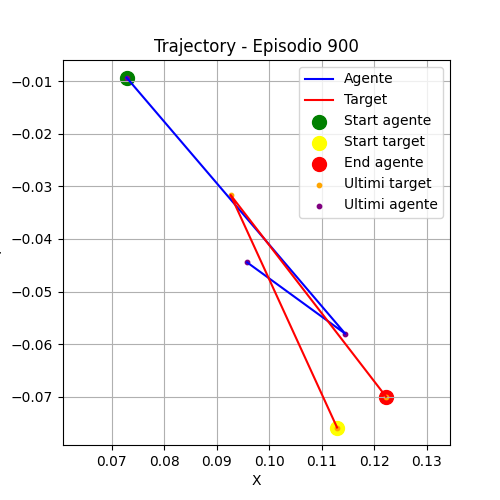 Trajectory - Episodio 900
Agente
Target
Start agente
Start target
End agente
Ultimi target
Ultimi agente
−0.01
−0.02
−0.03
−0.04
−0.05
−0.06
−0.07
0.07 0.08 0.09 0.10 0.11 0.12 0.13
X